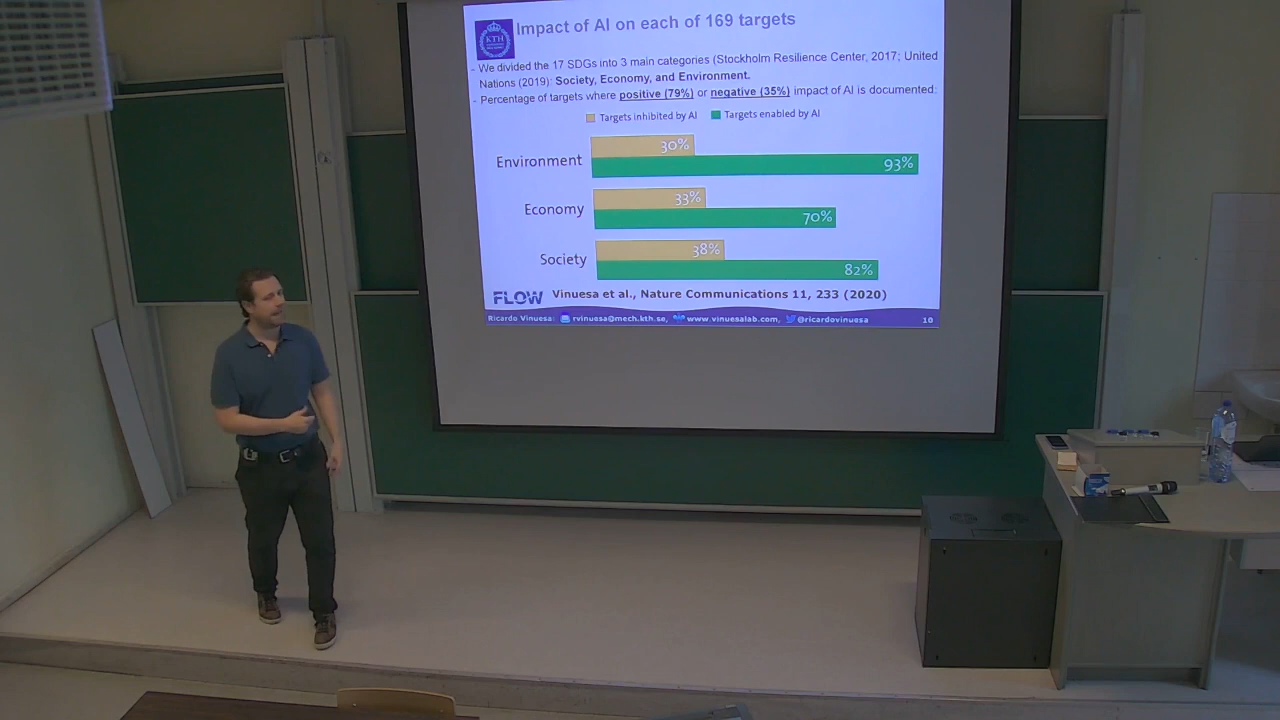 Impact of AI on each of 169 targets
KTH
- We divided the 17 SDGs into 3 main categories (Stockholm Resilience Center, 2017; United
Nations (2019): Society, Economy, and Environment.
- Percentage of targets where positive (79%) or negative (35%) impact of AI is documented:
Targets inhibited by AI Targets enabled by AI
30%
Environment 93%
33%
Economy 70%
38%
Society 82%
FLOW Vinuesa et al., Nature Communications 11, 233 (2020)
Ricardo Vinuesa: rvinuesa@mech.kth.se, www.vinuesalab.com, @ricardovinuesa 10